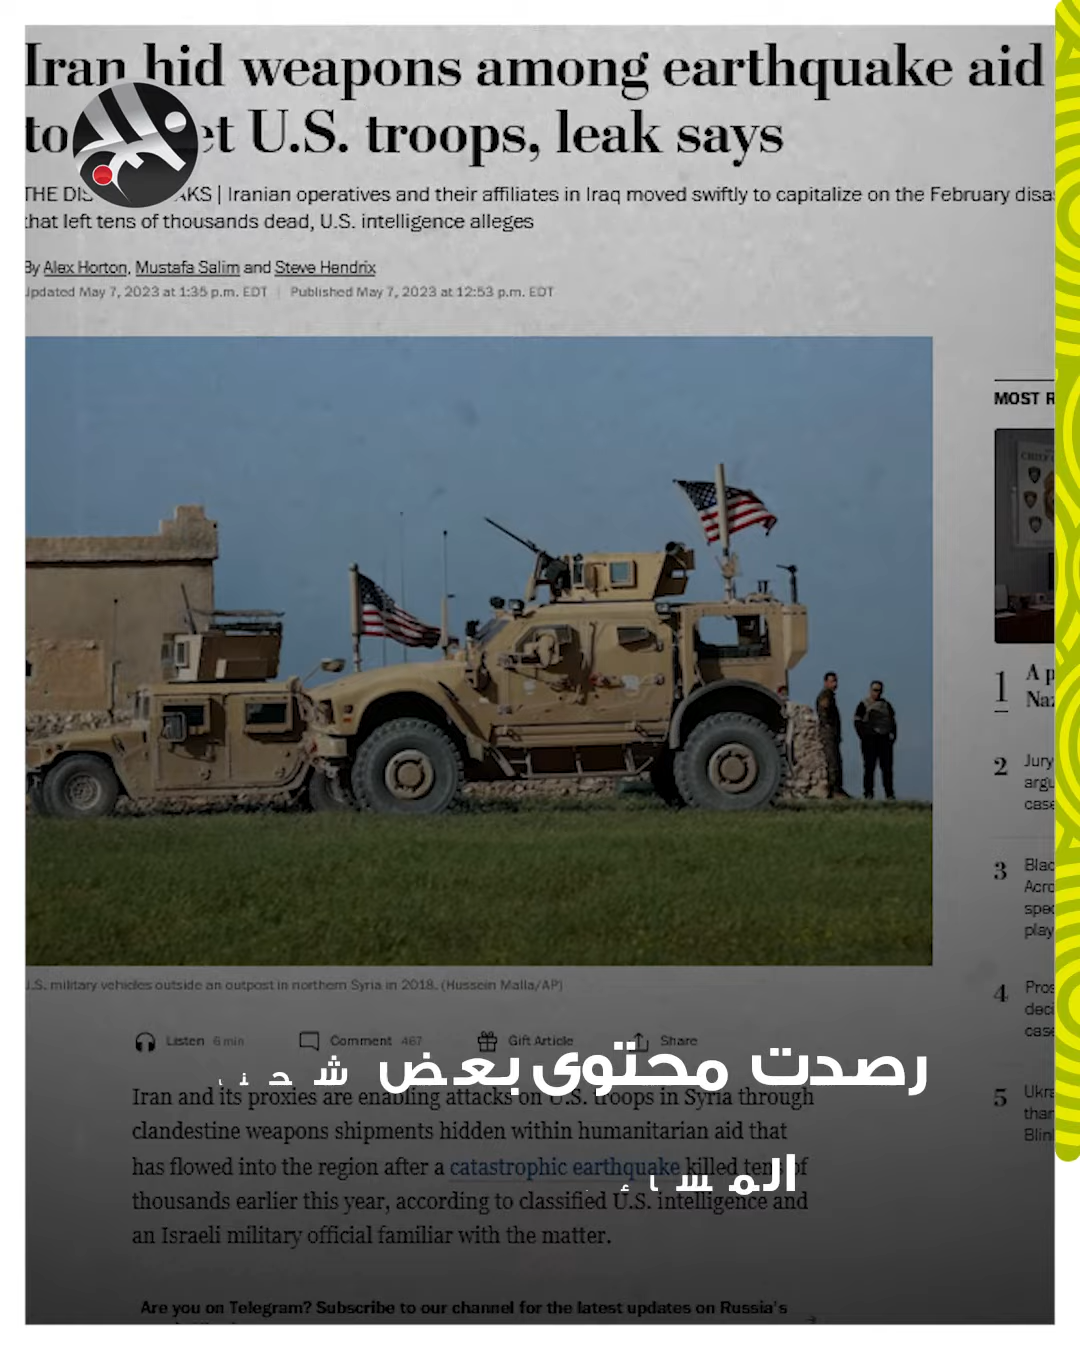 Iran hid weapons among earthquake aid
to U.S. troops, leak says
THE | Iranian operatives and their affiliates in Iraq moved swiftly to capitalize on the February
that left tens of thousands dead, U.S. intelligence alleges
By Alex Horton, Mustafa Salim and Steve Hendrix
Updated May 7, 2023 at 1:35 p.m. EDT | Published May 7, 2023 at 12:53 p.m. EDT
MOST
1 A
2 Jury
3
4
5
U.S. military vehicles outside an outpost in northern Syria in 2018. (Hussein Malla/AP)
Listen 6 min Comment 467 Gift Article Share
رصدت محتوى بعض
Iran and its proxies are enabling attacks on U.S. troops in Syria through
clandestine weapons shipments hidden within humanitarian aid that
has flowed into the region after a catastrophic earthquake killed tens of
thousands earlier this year, according to classified U.S. intelligence and
an Israeli military official familiar with the matter.
Are you on Telegram? Subscribe to our channel for the latest updates on Russia's